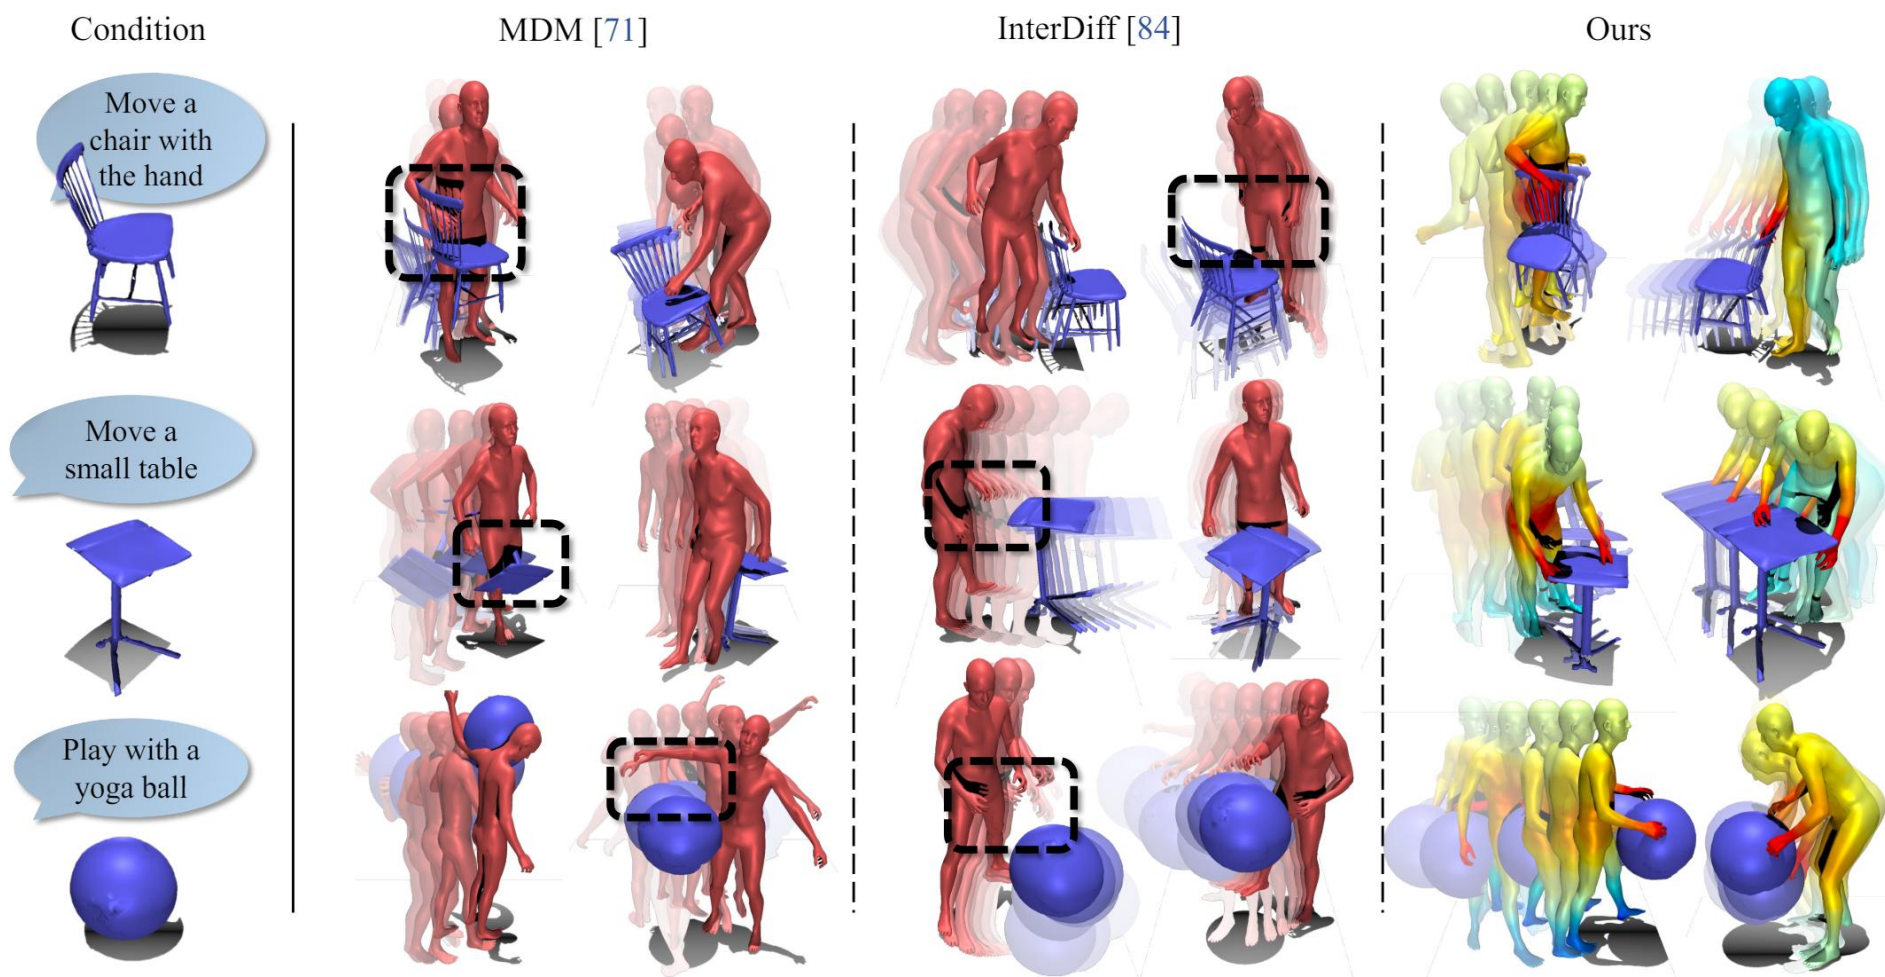 Condition
MDM [71]
InterDiff [84]
Ours
Move a
chair with
the hand
Move a
small table
Play with a
yoga ball